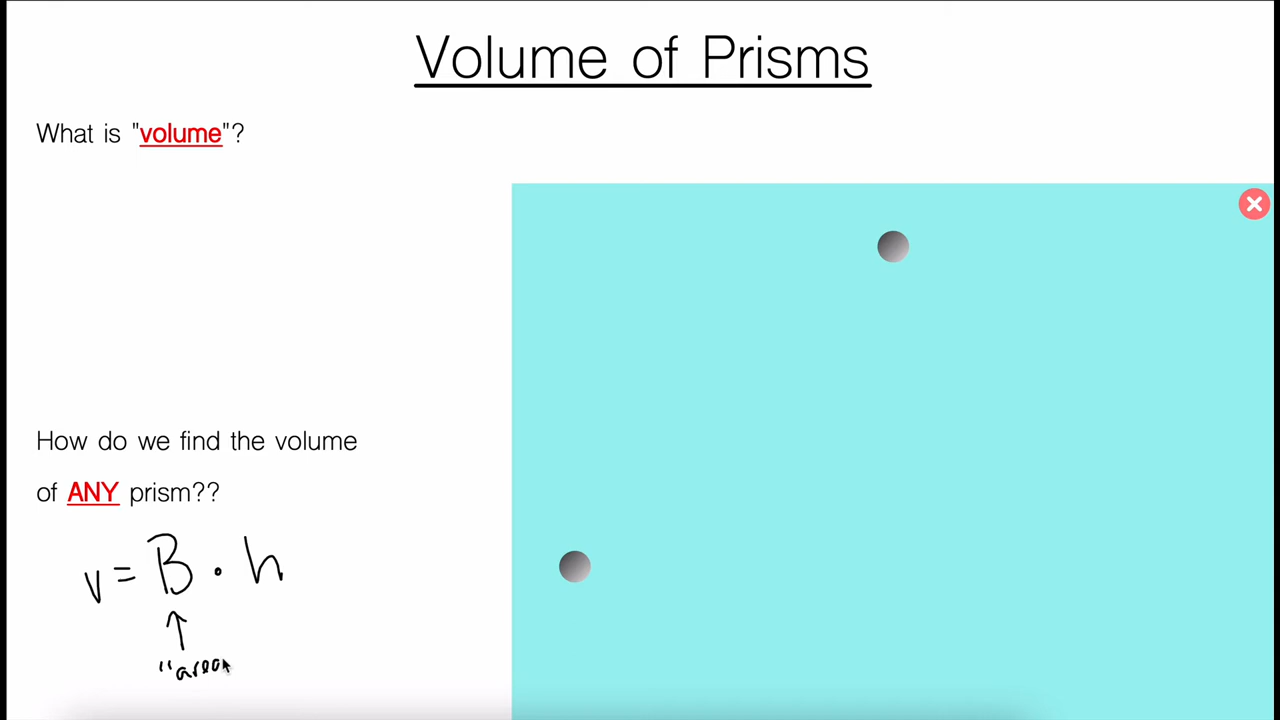 Volume of Prisms
What is "volume"?
How do we find the volume
of ANY prism??
v = B · h
"area